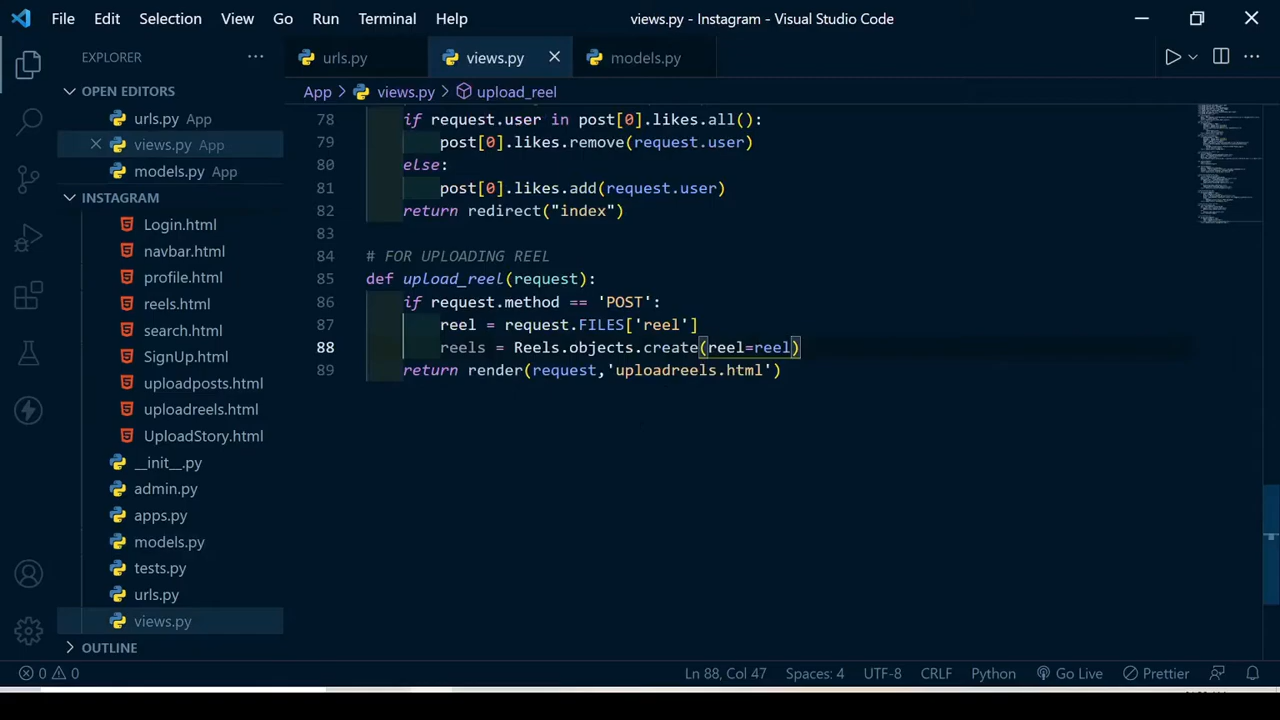 File Edit Selection View Go Run Terminal Help views.py - Instagram - Visual Studio Code
EXPLORER ···
urls.py views.py models.py
OPEN EDITORS
App > views.py > upload_reel
urls.py App
views.py App
models.py App
INSTAGRAM
Login.html
navbar.html
profile.html
reels.html
search.html
SignUp.html
uploadposts.html
uploadreels.html
UploadStory.html
__init__.py
admin.py
apps.py
models.py
tests.py
urls.py
views.py
OUTLINE
78 if request.user in post[0].likes.all():
79 post[0].likes.remove(request.user)
80 else:
81 post[0].likes.add(request.user)
82 return redirect("index")
83
84 # FOR UPLOADING REEL
85 def upload_reel(request):
86 if request.method == 'POST':
87 reel = request.FILES['reel']
88 reels = Reels.objects.create(reel=reel)
89 return render(request,'uploadreels.html')
0 0 Ln 88, Col 47 Spaces: 4 UTF-8 CRLF Python Go Live Prettier